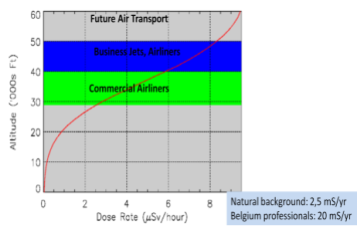 60
Future Air Transport
50
Business Jets, Airliners
40
Commercial Airliners
30
20
10
0
Altitude ('000s Ft)
0 2 4 6 8
Dose Rate (μSv/hour)
Natural background: 2,5 mS/yr
Belgium professionals: 20 mS/yr